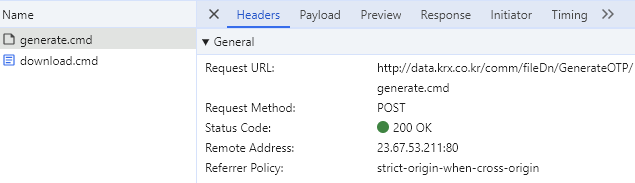 Name
generate.cmd
download.cmd
Headers Payload Preview Response Initiator Timing
General
Request URL: http://data.krx.co.kr/comm/fileDn/GenerateOTP/
generate.cmd
Request Method: POST
Status Code: 200 OK
Remote Address: 23.67.53.211:80
Referrer Policy: strict-origin-when-cross-origin